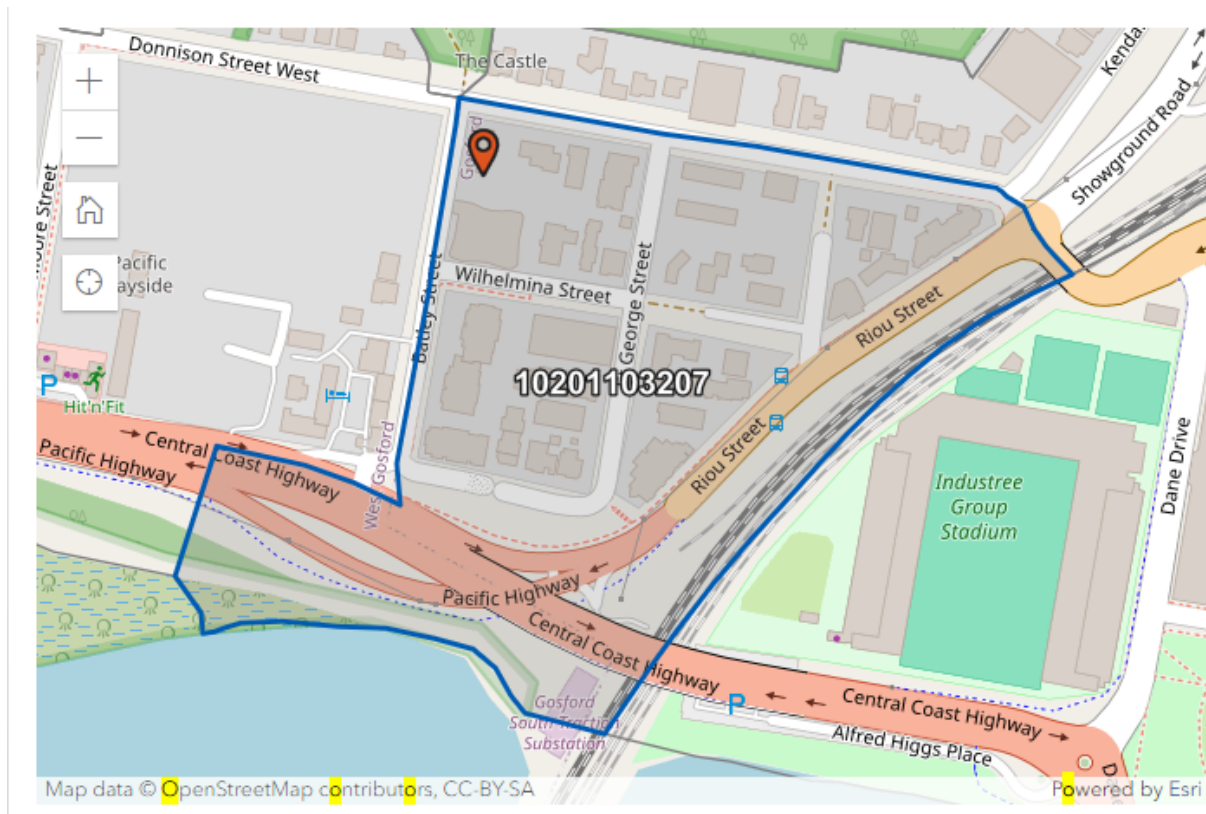 Donnison Street West
The Castle
Kenda
Showground Road
Gosford
Moore Street
Pacific
ayside
Batley Street
Wilhelmina Street
George Street
Riou Street
10201103207
P
Hit'n'Fit
Central Coast Highway
Pacific Highway
West Gosford
Riou Street
Industree
Group
Stadium
Dane Drive
Pacific Highway
Central Coast Highway
Gosford
South Traction
Substation
P
Central Coast Highway
Alfred Higgs Place
Map data © OpenStreetMap contributors, CC-BY-SA
Powered by Esri